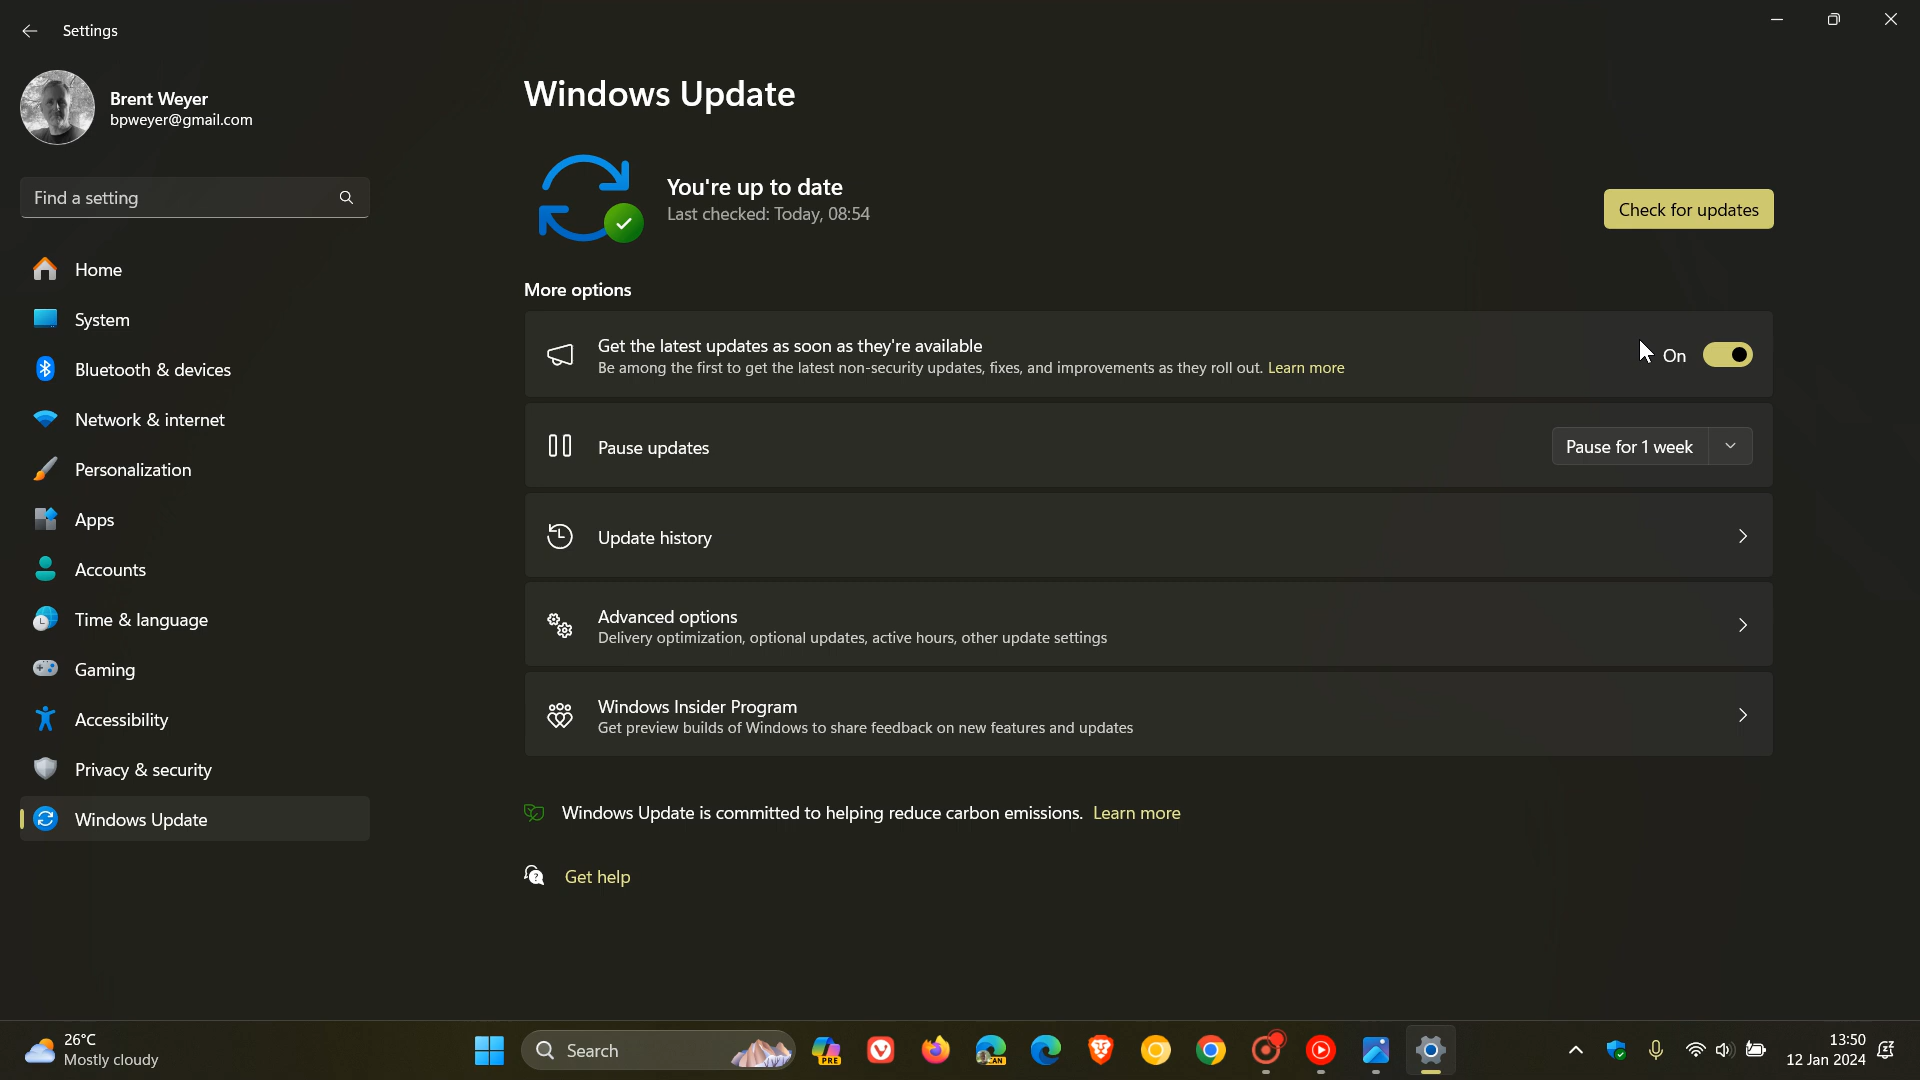 Settings
Brent Weyer
bpweyer@gmail.com
Find a setting
Home
System
Bluetooth & devices
Network & internet
Personalization
Apps
Accounts
Time & language
Gaming
Accessibility
Privacy & security
Windows Update
Windows Update
You're up to date
Last checked: Today, 08:54
Check for updates
More options
Get the latest updates as soon as they're available
Be among the first to get the latest non-security updates, fixes, and improvements as they roll out. Learn more
On
Pause updates
Pause for 1 week
Update history
Advanced options
Delivery optimization, optional updates, active hours, other update settings
Windows Insider Program
Get preview builds of Windows to share feedback on new features and updates
Windows Update is committed to helping reduce carbon emissions. Learn more
Get help
26°C
Mostly cloudy
Search
PRE
CAN
13:50
12 Jan 2024